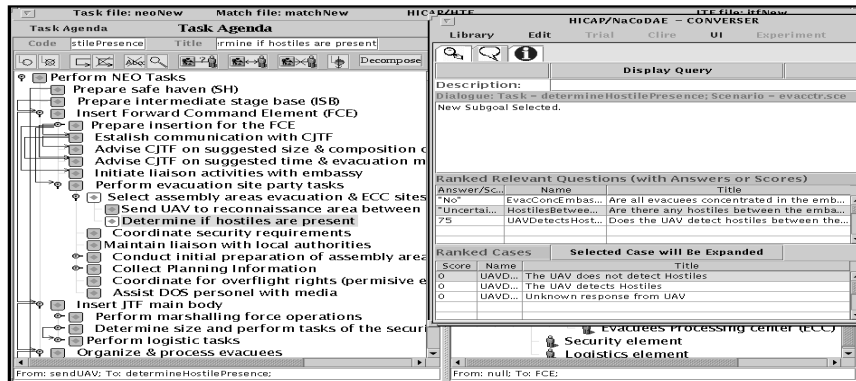 Task file: neoNew Match file: matchNew HICAP/HTE JTF file: jtfNew
Task Agenda Task Agenda
Code stilePresence Title rmine if hostiles are present
Decompose
Perform NEO Tasks
Prepare safe haven (SH)
Prepare intermediate stage base (ISB)
Insert Forward Command Element (FCE)
Prepare insertion for the FCE
Estalish communication with CJTF
Advise CJTF on suggested size & composition
Advise CJTF on suggested time & evacuation m
Initiate liaison activities with embassy
Perform evacuation site party tasks
Select assembly areas evacuation & ECC sites
Send UAV to reconnaissance area between
Determine if hostiles are present
Coordinate security requirements
Maintain liaison with local authorities
Conduct initial preparation of assembly area
Collect Planning Information
Coordinate for overflight rights (permisive e
Assist DOS personel with media
Insert JTF main body
Perform marshalling force operations
Determine size and perform tasks of the securi
Perform logistic tasks
Organize & process evacuees
From: sendUAV; To: determineHostilePresence;
HICAP/NaCoDAE – CONVERSER
Library Edit Trial Clire UI Experiment
Display Query
Description:
Dialogue: Task = determineHostilePresence; Scenario = evacctr.sce
New Subgoal Selected.
Ranked Relevant Questions (with Answers or Scores)
Answer/Sc... Name Title
"No" EvacConcEmbas... Are all evacuees concentrated in the emb...
"Uncertai... HostilesBetwee... Are there any hostiles between the emba...
75 UAVDetectsHost... Does the UAV detect hostiles between the...
Ranked Cases Selected Case will Be Expanded
Score Name Title
0 UAVD... The UAV does not detect Hostiles
0 UAVD... The UAV detects Hostiles
0 UAVD... Unknown response from UAV
Evacuees Processing center (ECC)
Security element
Logistics element
From: null; To: FCE;